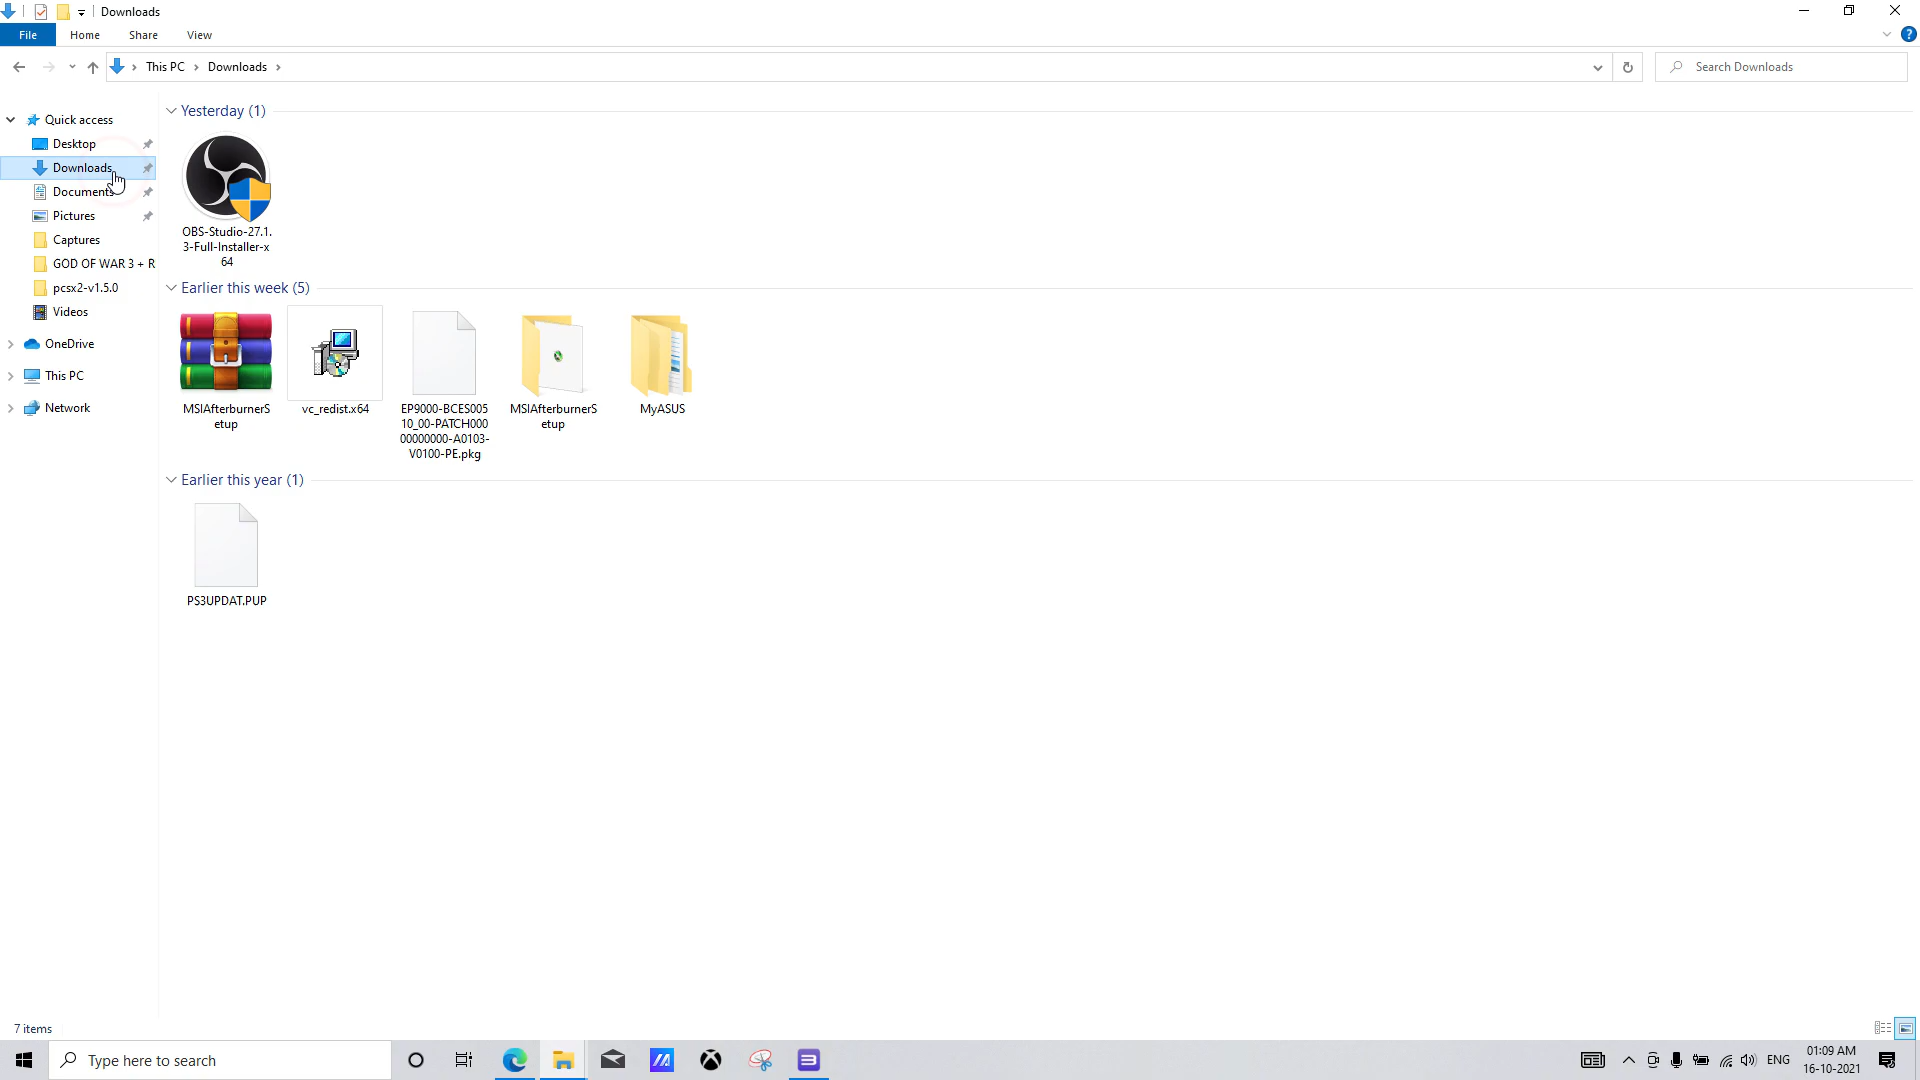 Downloads
File Home Share View
This PC Downloads
Search Downloads
Quick access
Desktop
Downloads
Documents
Pictures
Captures
GOD OF WAR 3 + R
pcsx2-v1.5.0
Videos
OneDrive
This PC
Network
Yesterday (1)
OBS-Studio-27.1.
3-Full-Installer-x
64
Earlier this week (5)
MSIAfterburnerS
etup
vc_redist.x64
EP9000-BCES005
10_00-PATCH000
00000000-A0103-
V0100-PE.pkg
MSIAfterburnerS
etup
MyASUS
Earlier this year (1)
PS3UPDAT.PUP
7 items
Type here to search
ENG
01:09 AM
16-10-2021